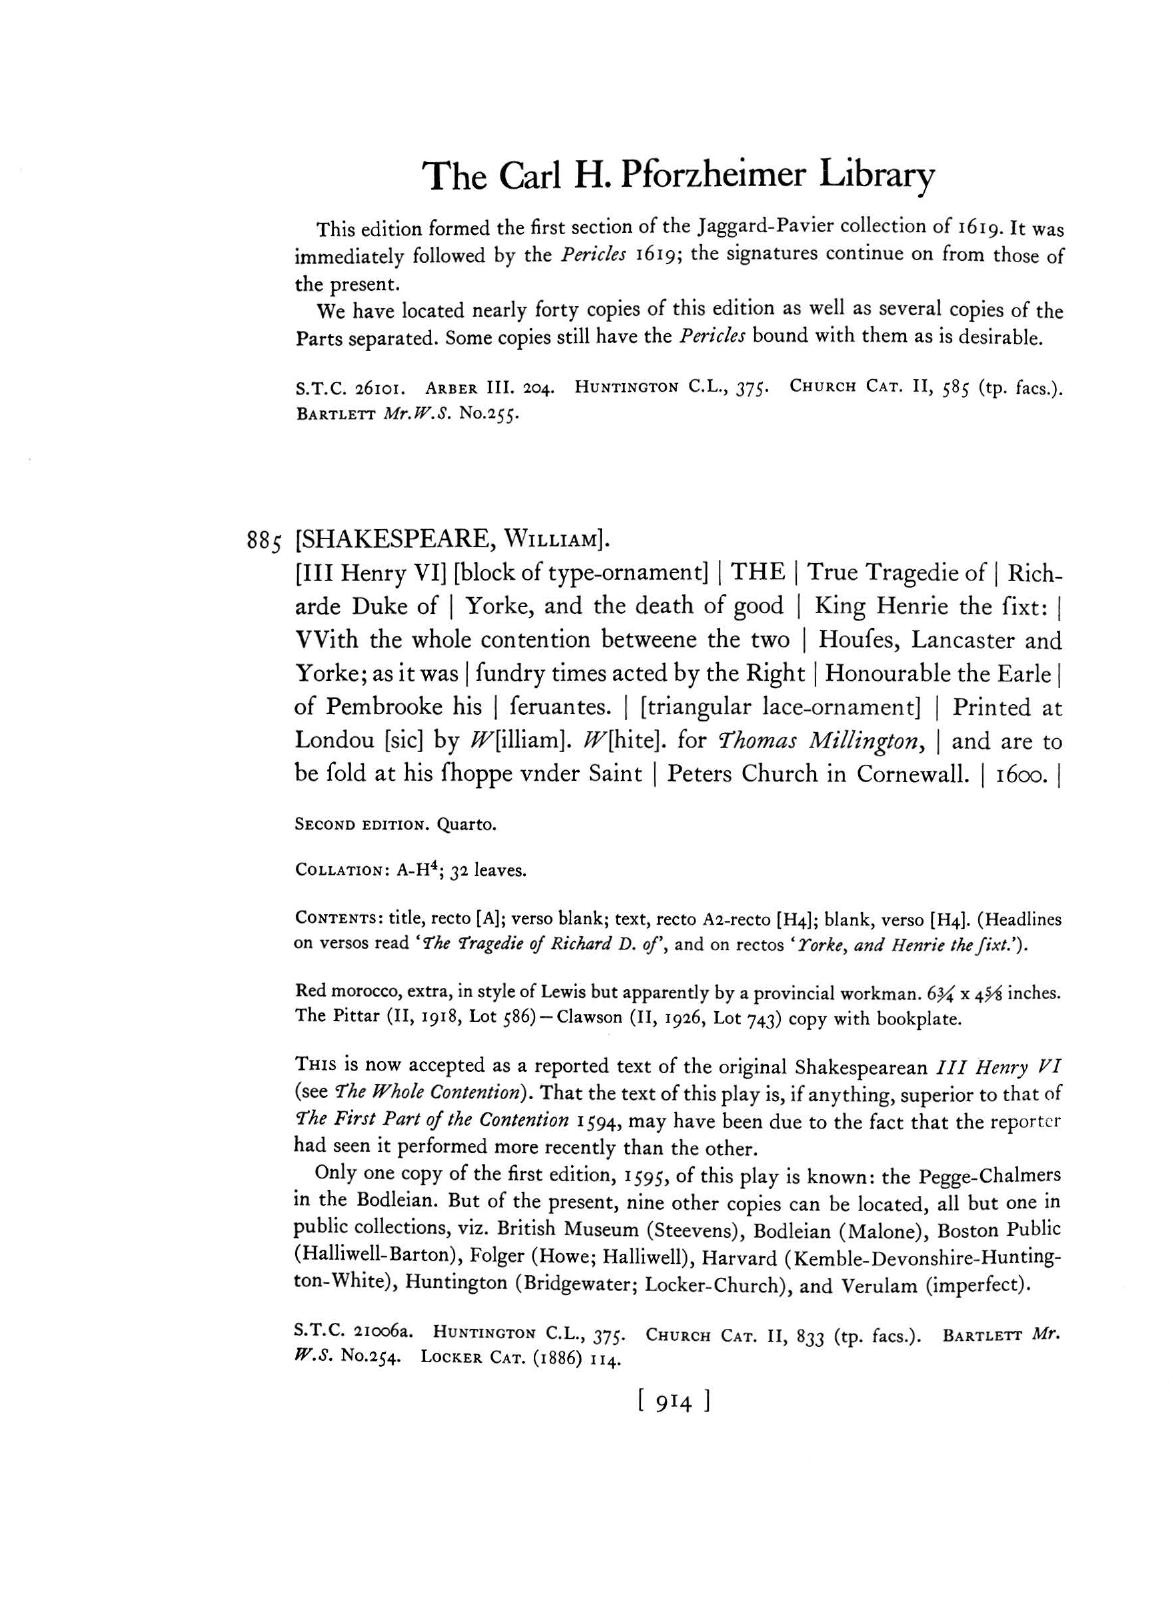 The Carl H. Pforzheimer Library
This edition formed the first section of the Jaggard-Pavier collection of 1619. It was
immediately followed by the Pericles 1619; the signatures continue on from those of
the present.
We have located nearly forty copies of this edition as well as several copies of the
Parts separated. Some copies still have the Pericles bound with them as is desirable.
S.T.C. 26101. ARBER III. 204. HUNTINGTON C.L., 375. CHURCH CAT. II, 585 (tp. facs.).
BARTLETT Mr.W.S. No.255.
885 [SHAKESPEARE, WILLIAM].
[III Henry VI] [block of type-ornament] | THE | True Tragedie of | Rich-
arde Duke of | Yorke, and the death of good | King Henrie the ſixt: |
VVith the whole contention betweene the two | Houſes, Lancaster and
Yorke; as it was | ſundry times acted by the Right | Honourable the Earle |
of Pembrooke his | ſeruantes. | [triangular lace-ornament] | Printed at
Londou [sic] by W[illiam]. W[hite]. for Thomas Millington, | and are to
be ſold at his ſhoppe vnder Saint | Peters Church in Cornewall. | 1600. |
SECOND EDITION. Quarto.
COLLATION: A-H⁴; 32 leaves.
CONTENTS: title, recto [A]; verso blank; text, recto A2-recto [H4]; blank, verso [H4]. (Headlines
on versos read ‘The Tragedie of Richard D. of’, and on rectos ‘Yorke, and Henrie the ſixt.’).
Red morocco, extra, in style of Lewis but apparently by a provincial workman. 6¾ x 4⅝ inches.
The Pittar (II, 1918, Lot 586)—Clawson (II, 1926, Lot 743) copy with bookplate.
THIS is now accepted as a reported text of the original Shakespearean III Henry VI
(see The Whole Contention). That the text of this play is, if anything, superior to that of
The First Part of the Contention 1594, may have been due to the fact that the reporter
had seen it performed more recently than the other.
Only one copy of the first edition, 1595, of this play is known: the Pegge-Chalmers
in the Bodleian. But of the present, nine other copies can be located, all but one in
public collections, viz. British Museum (Steevens), Bodleian (Malone), Boston Public
(Halliwell-Barton), Folger (Howe; Halliwell), Harvard (Kemble-Devonshire-Hunting-
ton-White), Huntington (Bridgewater; Locker-Church), and Verulam (imperfect).
S.T.C. 21006a. HUNTINGTON C.L., 375. CHURCH CAT. II, 833 (tp. facs.). BARTLETT Mr.
W.S. No.254. LOCKER CAT. (1886) 114.
[ 914 ]